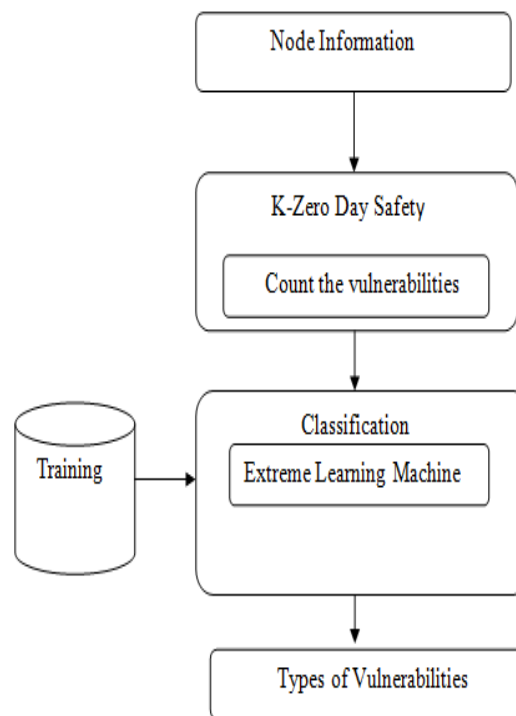 Node Information
K-Zero Day Safety
Count the vulnerabilities
Classification
Training
Extreme Learning Machine
Types of Vulnerabilities